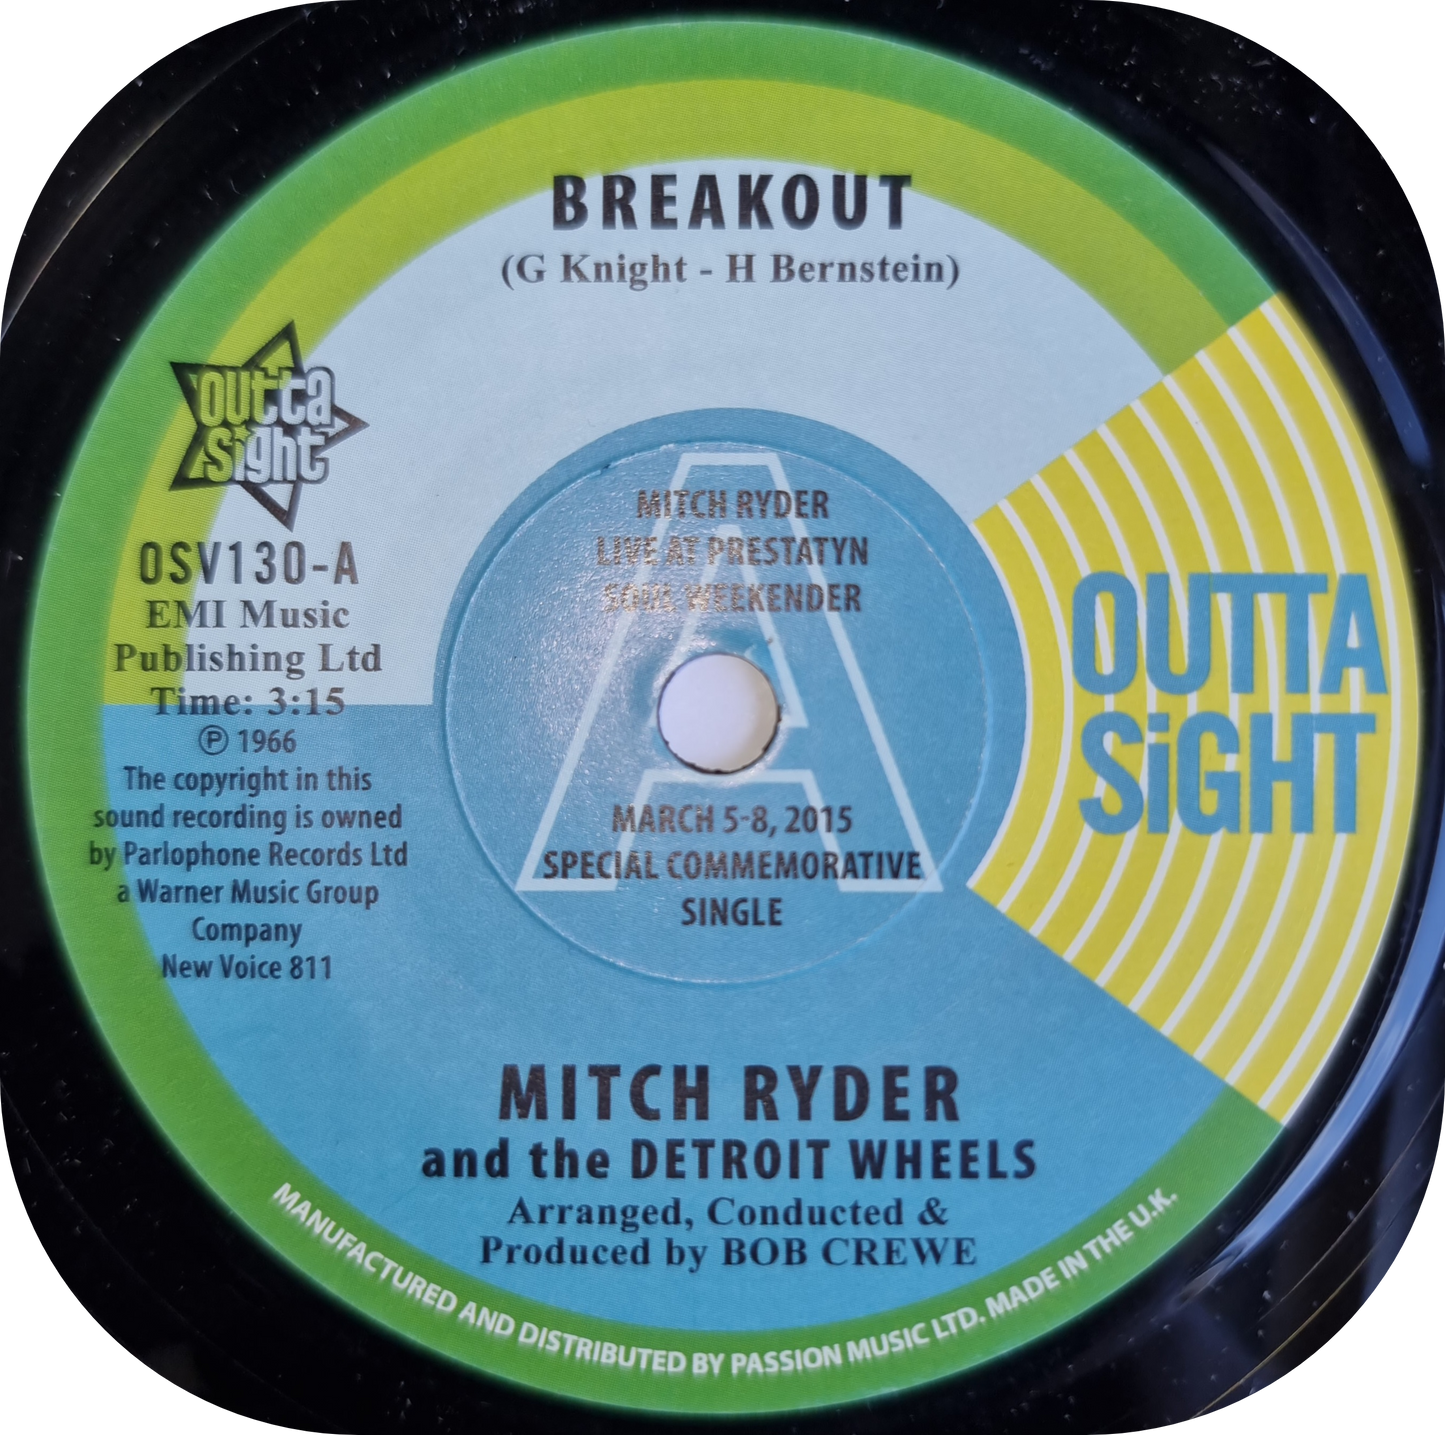 BREAKOUT
(G Knight - H Bernstein)
outta
sight
OSV130-A
EMI Music
Publishing Ltd
Time: 3:15
℗ 1966
The copyright in this
sound recording is owned
by Parlophone Records Ltd
a Warner Music Group
Company
New Voice 811
A
MITCH RYDER
LIVE AT PRESTATYN
SOUL WEEKENDER
MARCH 5-8, 2015
SPECIAL COMMEMORATIVE
SINGLE
OUTTA
SiGHT
MITCH RYDER
and the DETROIT WHEELS
Arranged, Conducted &
Produced by BOB CREWE
MANUFACTURED AND DISTRIBUTED BY PASSION MUSIC LTD. MADE IN THE U.K.